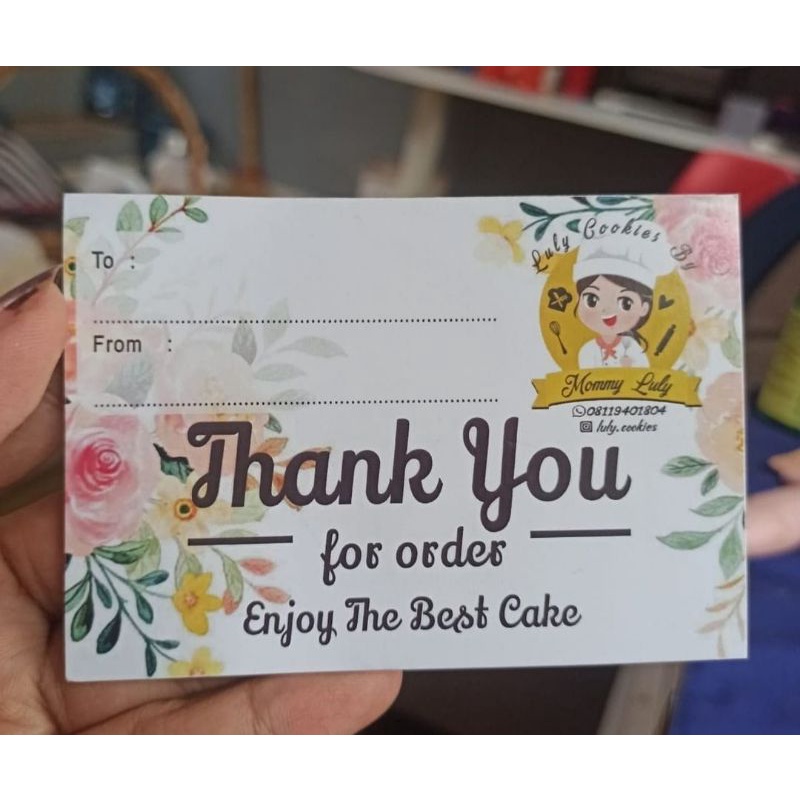 To :
From :
Luly Cookies By
Mommy Luly
08119401804
luly.cookies
Thank You
for order
Enjoy The Best Cake